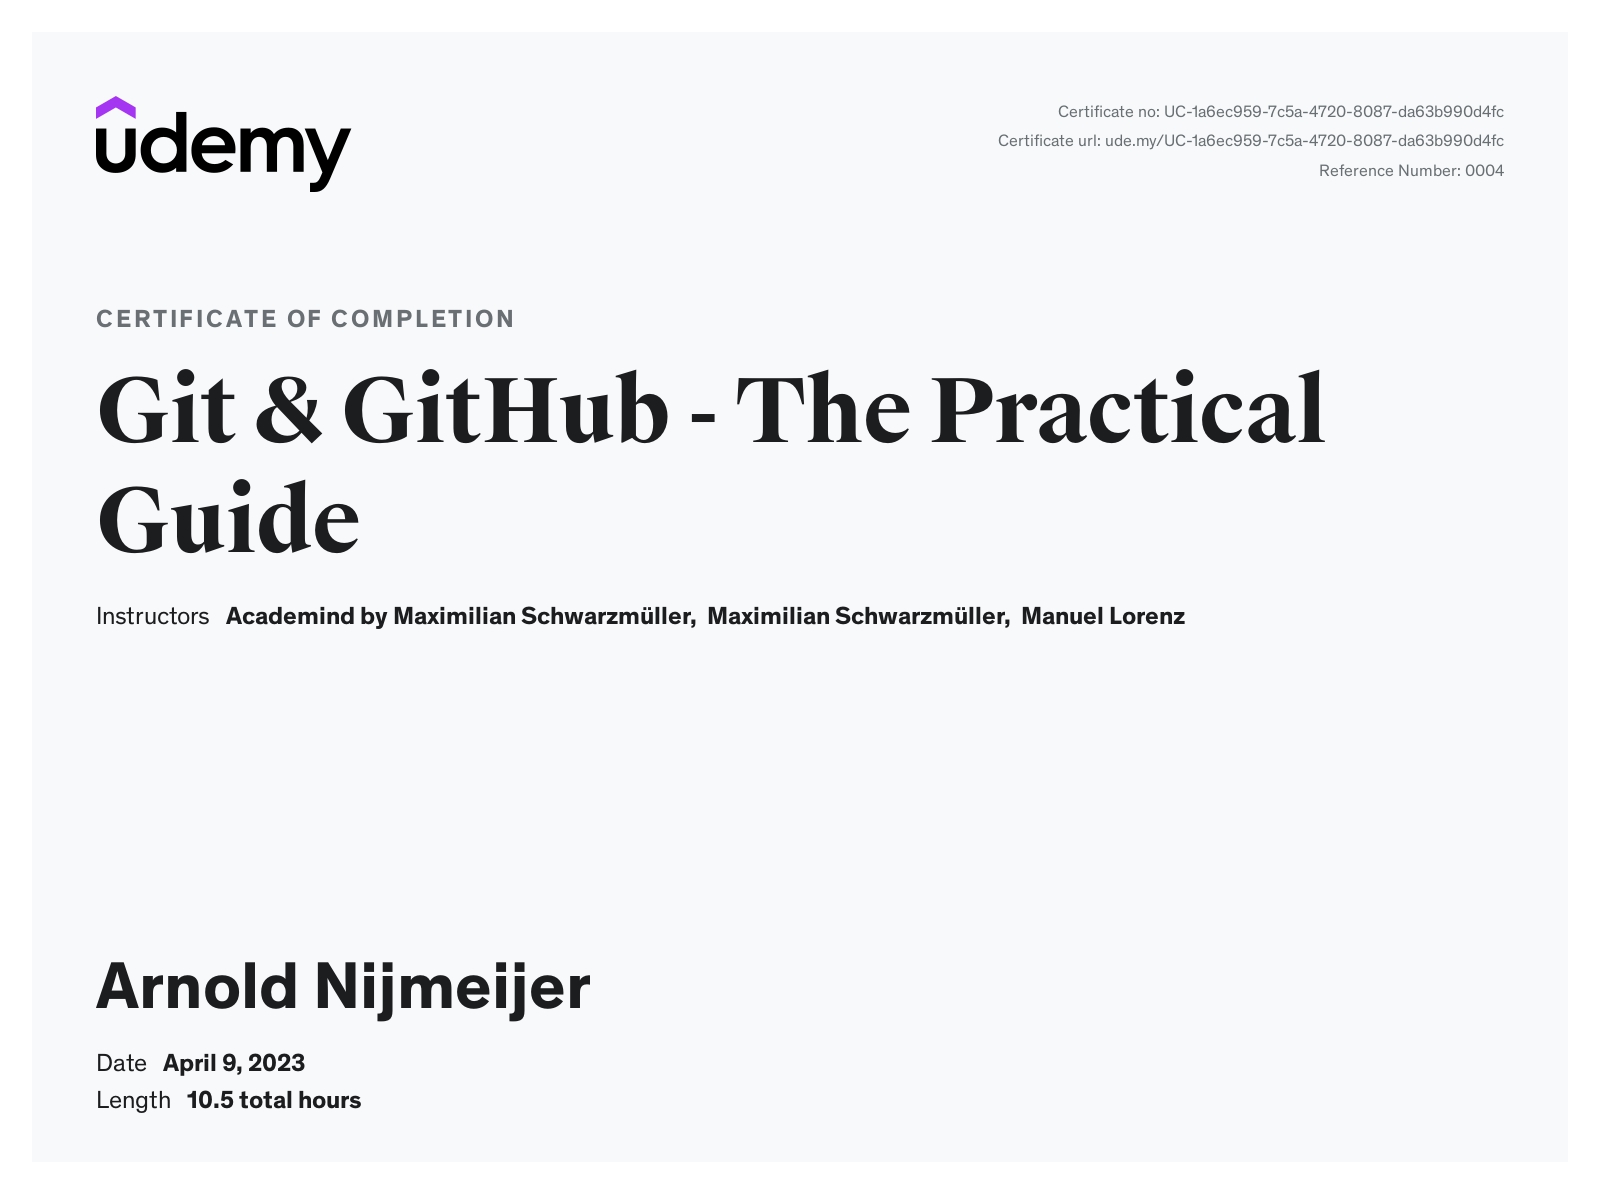 udemy
Certificate no: UC-1a6ec959-7c5a-4720-8087-da63b990d4fc
Certificate url: ude.my/UC-1a6ec959-7c5a-4720-8087-da63b990d4fc
Reference Number: 0004
CERTIFICATE OF COMPLETION
Git & GitHub - The Practical
Guide
Instructors Academind by Maximilian Schwarzmüller, Maximilian Schwarzmüller, Manuel Lorenz
Arnold Nijmeijer
Date April 9, 2023
Length 10.5 total hours